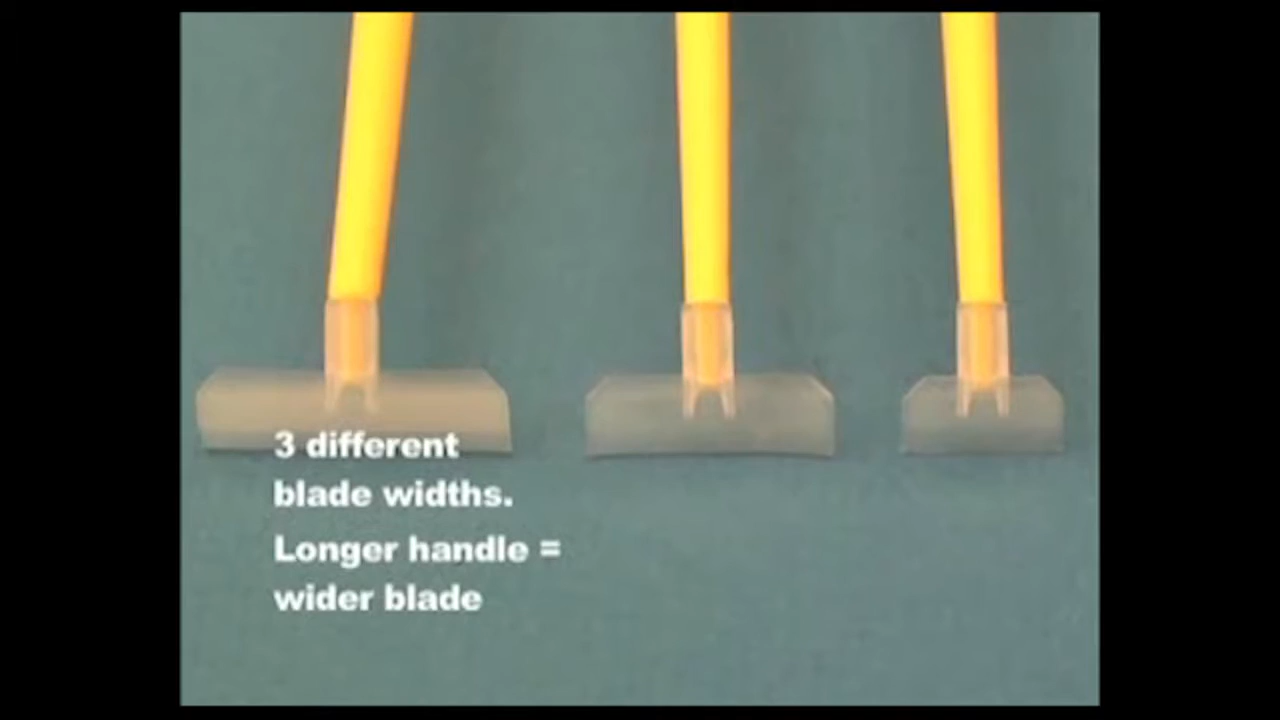 3 different
blade widths.
Longer handle =
wider blade